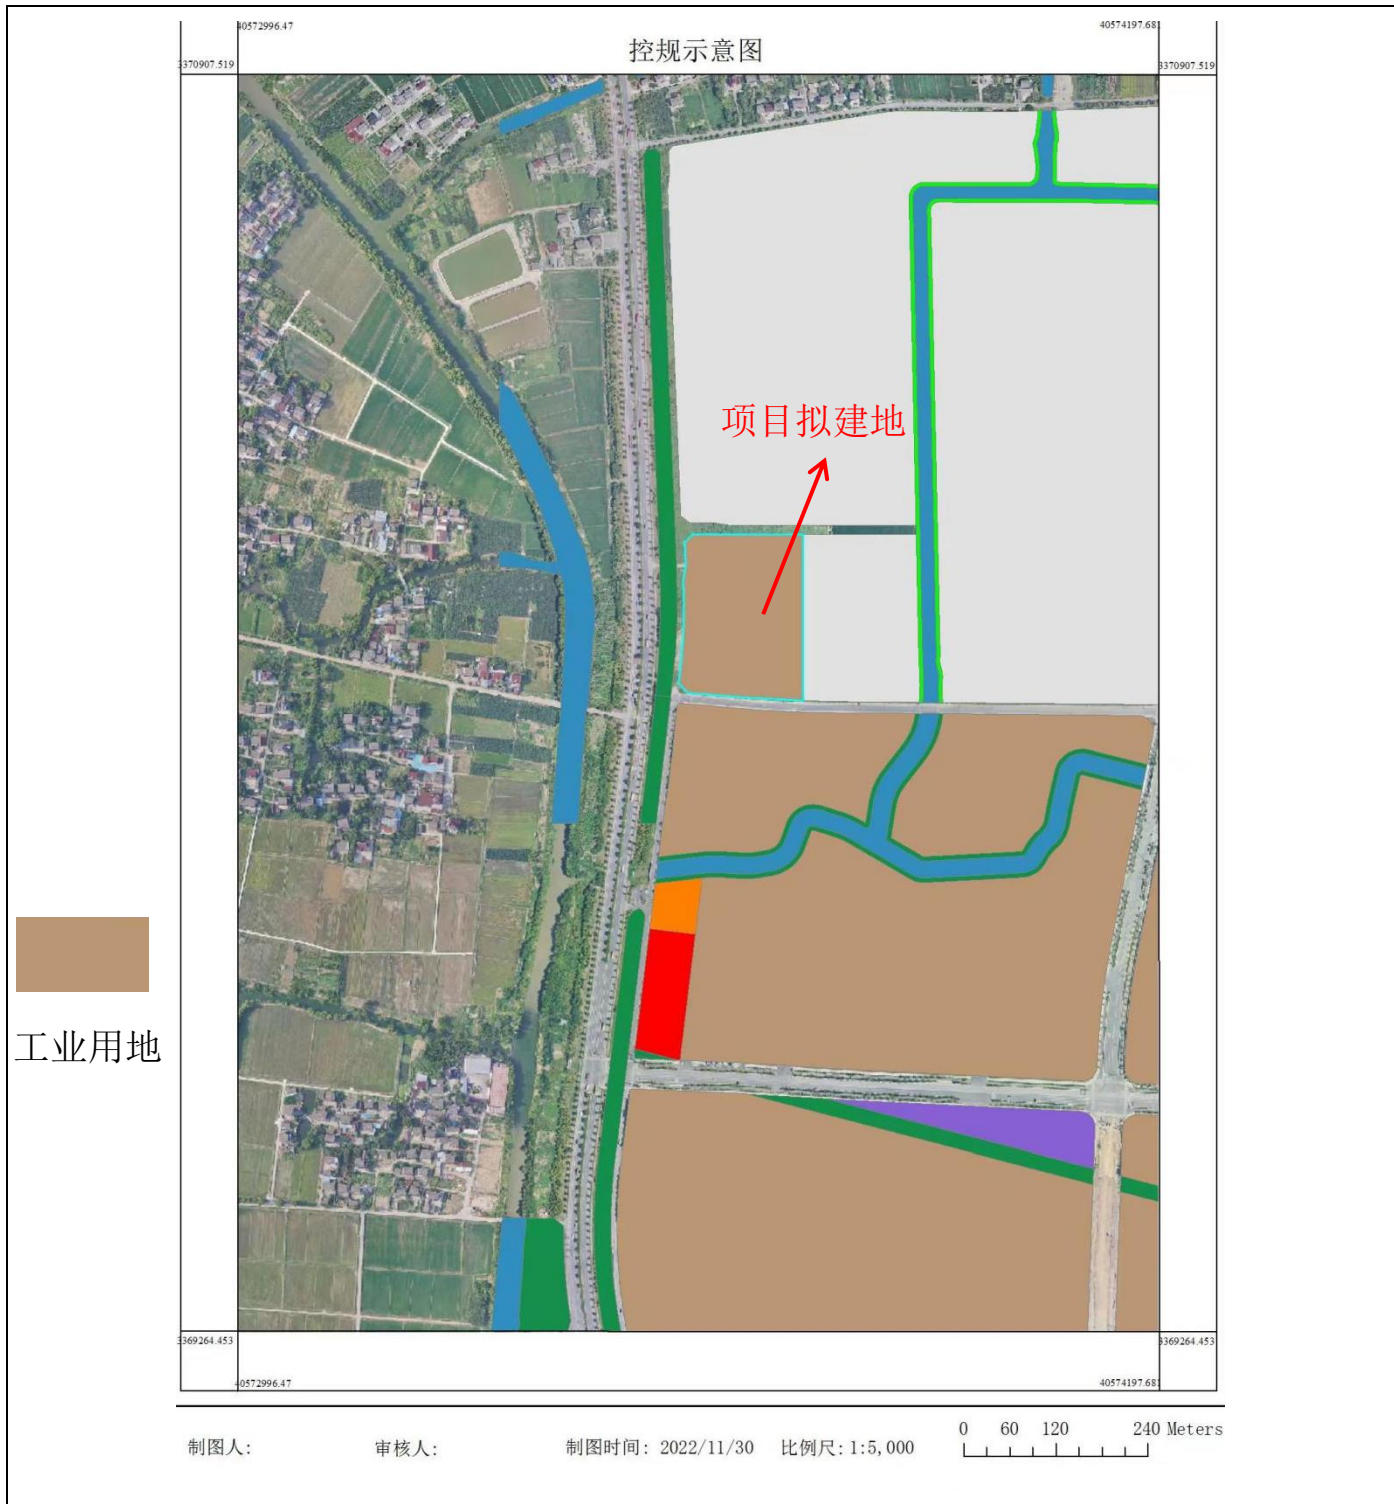 40572996.47
40574197.681
控规示意图
3370907.519
3370907.519
项目拟建地
工业用地
3369264.453
3369264.453
40572996.47
40574197.681
制图人:
审核人:
制图时间: 2022/11/30
比例尺: 1:5,000
0 60 120 240 Meters